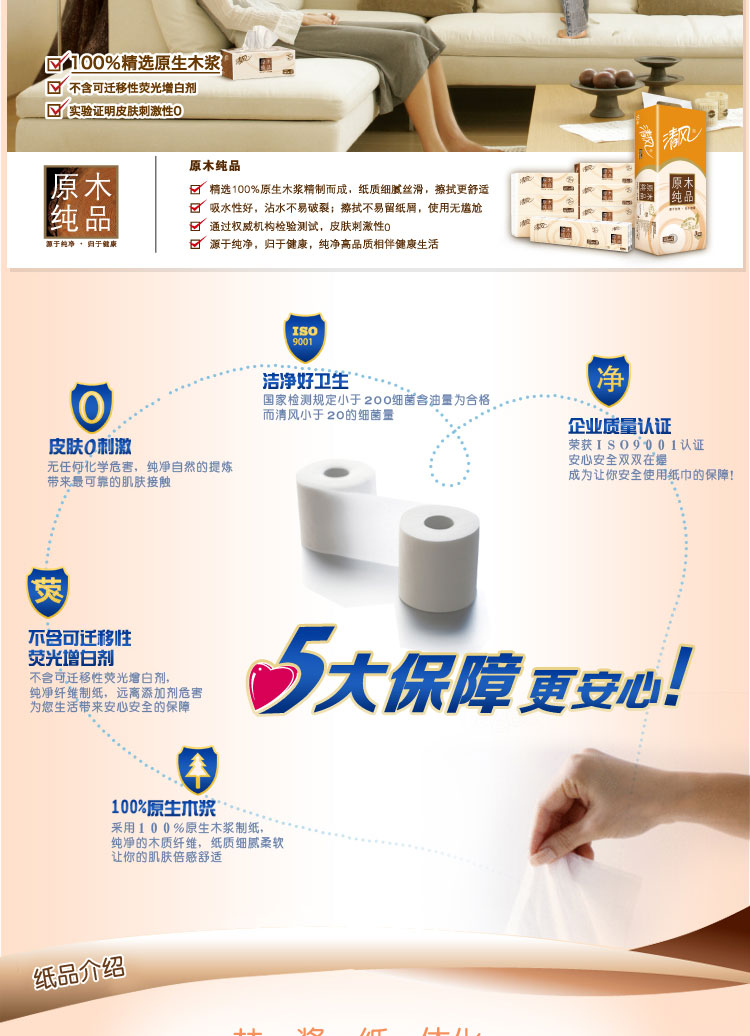 100%精选原生木浆
不含可迁移性荧光增白剂
实验证明皮肤刺激性0
清风
原木
纯品
原木
纯品
源于纯净 · 归于健康
原木纯品
精选100%原生木浆精制而成，纸质细腻丝滑，擦拭更舒适
吸水性好，沾水不易破裂；擦拭不易留纸屑，使用无尴尬
通过权威机构检验测试，皮肤刺激性0
源于纯净，归于健康，纯净高品质相伴健康生活
ISO
9001
洁净好卫生
国家检测规定小于200细菌含油量为合格
而清风小于20的细菌量
净
企业质量认证
荣获ISO9001认证
安心安全双双在握
成为让你安全使用纸巾的保障!
0
皮肤0刺激
无任何化学危害，纯净自然的提炼
带来最可靠的肌肤接触
荧
不含可迁移性
荧光增白剂
不含可迁移性荧光增白剂，
纯净纤维制纸，远离添加剂危害
为您生活带来安心安全的保障
5大保障更安心!
100%原生木浆
采用100%原生木浆制纸，
纯净的木质纤维，纸质细腻柔软
让你的肌肤倍感舒适
纸品介绍